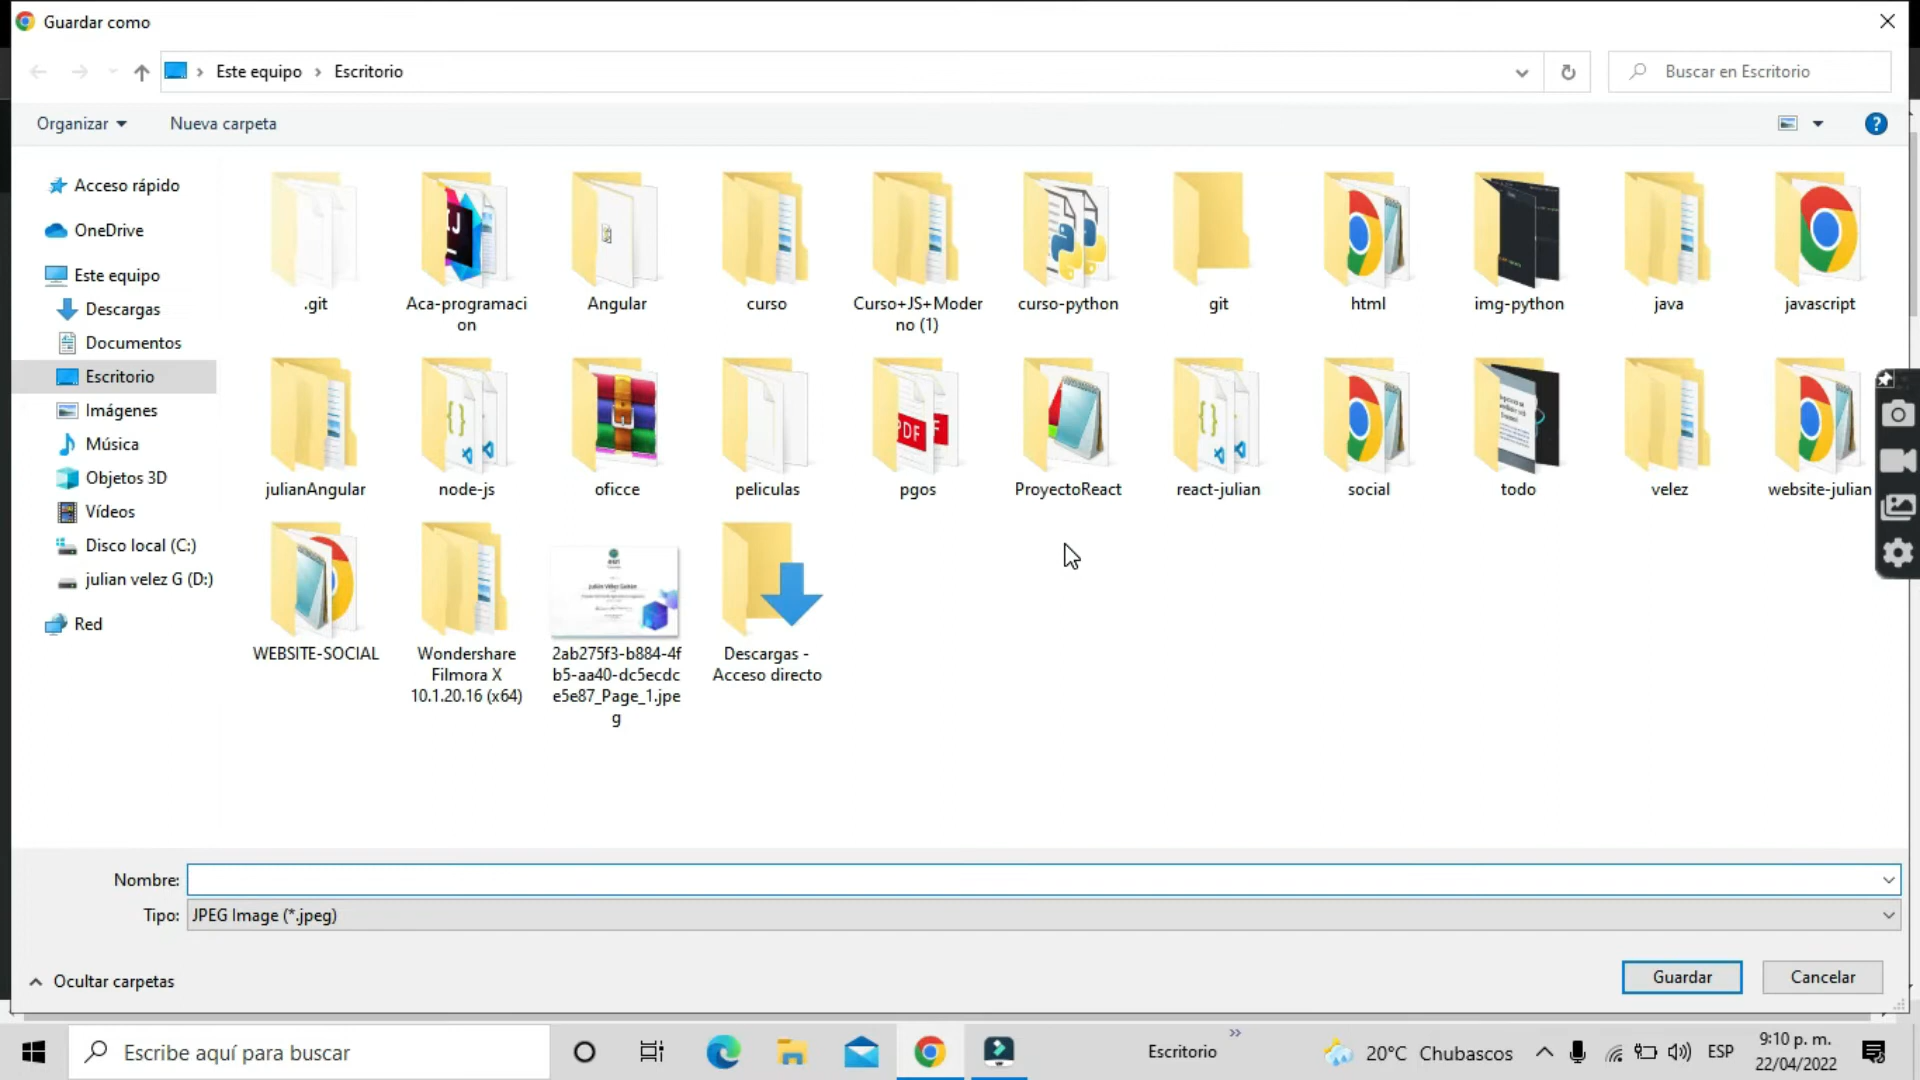 Guardar como
Este equipo › Escritorio
Buscar en Escritorio
Organizar
Nueva carpeta
Acceso rápido
OneDrive
Este equipo
Descargas
Documentos
Escritorio
Imágenes
Música
Objetos 3D
Vídeos
Disco local (C:)
julian velez G (D:)
Red
.git
Aca-programaci
on
Angular
curso
Curso+JS+Moder
no (1)
curso-python
git
html
img-python
java
javascript
julianAngular
node-js
oficce
peliculas
pgos
ProyectoReact
react-julian
social
todo
velez
website-julian
WEBSITE-SOCIAL
Wondershare
Filmora X
10.1.20.16 (x64)
2ab275f3-b884-4f
b5-aa40-dc5ecdc
e5e87_Page_1.jpe
g
Descargas -
Acceso directo
Nombre:
Tipo: JPEG Image (*.jpeg)
Ocultar carpetas
Guardar
Cancelar
Escribe aquí para buscar
Escritorio
20°C Chubascos
ESP
9:10 p. m.
22/04/2022